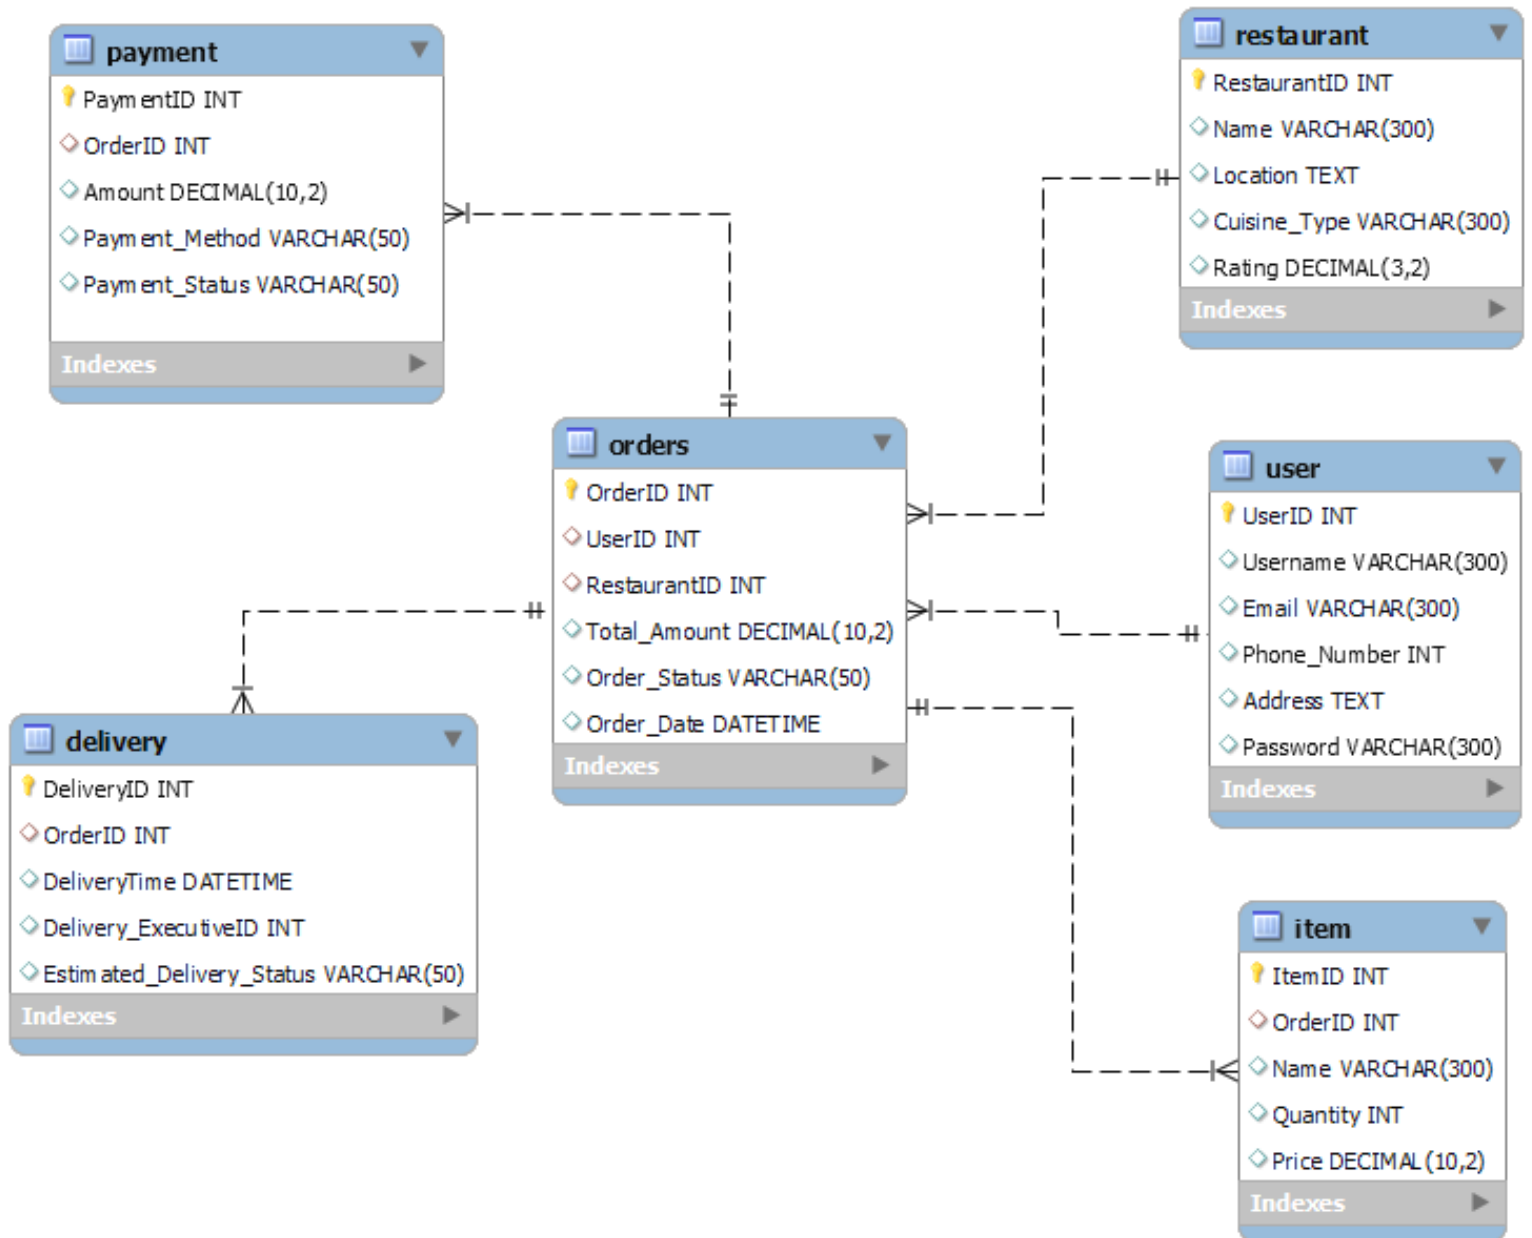 payment
PaymentID INT
OrderID INT
Amount DECIMAL(10,2)
Payment_Method VARCHAR(50)
Payment_Status VARCHAR(50)
Indexes
restaurant
RestaurantID INT
Name VARCHAR(300)
Location TEXT
Cuisine_Type VARCHAR(300)
Rating DECIMAL(3,2)
Indexes
orders
OrderID INT
UserID INT
RestaurantID INT
Total_Amount DECIMAL(10,2)
Order_Status VARCHAR(50)
Order_Date DATETIME
Indexes
user
UserID INT
Username VARCHAR(300)
Email VARCHAR(300)
Phone_Number INT
Address TEXT
Password VARCHAR(300)
Indexes
delivery
DeliveryID INT
OrderID INT
DeliveryTime DATETIME
Delivery_ExecutiveID INT
Estimated_Delivery_Status VARCHAR(50)
Indexes
item
ItemID INT
OrderID INT
Name VARCHAR(300)
Quantity INT
Price DECIMAL(10,2)
Indexes